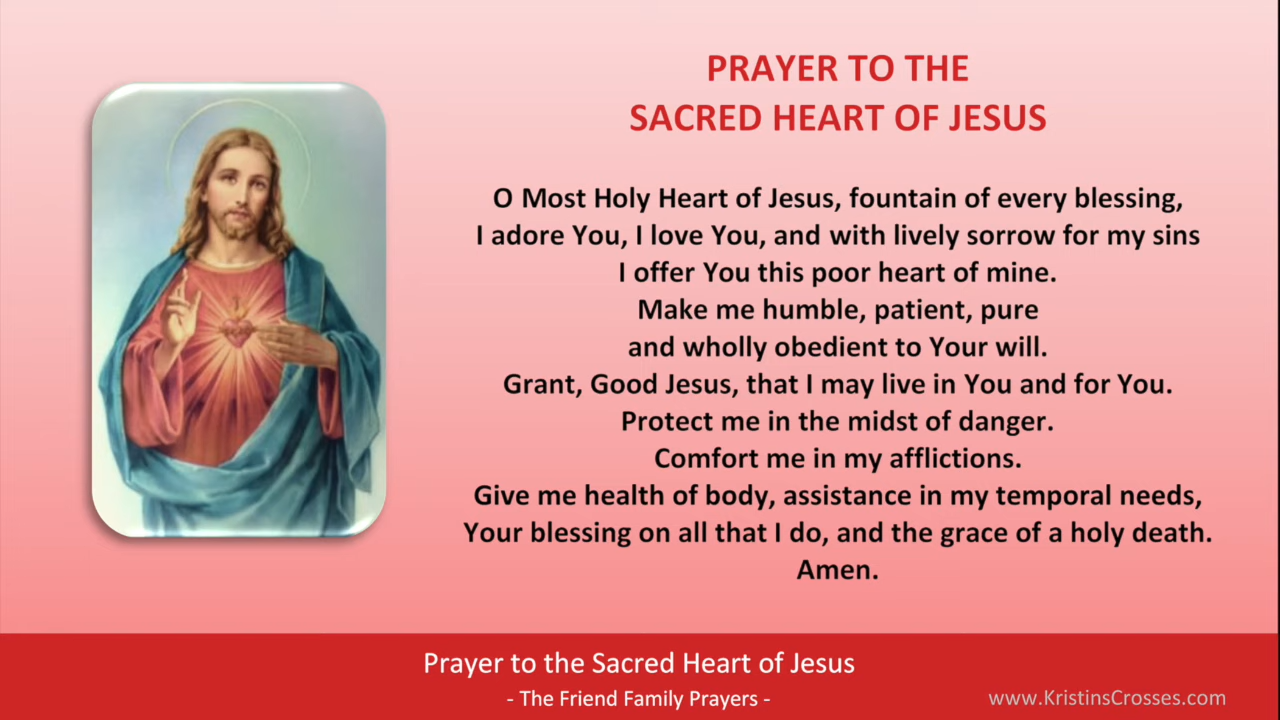 PRAYER TO THE
SACRED HEART OF JESUS
O Most Holy Heart of Jesus, fountain of every blessing,
I adore You, I love You, and with lively sorrow for my sins
I offer You this poor heart of mine.
Make me humble, patient, pure
and wholly obedient to Your will.
Grant, Good Jesus, that I may live in You and for You.
Protect me in the midst of danger.
Comfort me in my afflictions.
Give me health of body, assistance in my temporal needs,
Your blessing on all that I do, and the grace of a holy death.
Amen.
Prayer to the Sacred Heart of Jesus
- The Friend Family Prayers -
www.KristinsCrosses.com